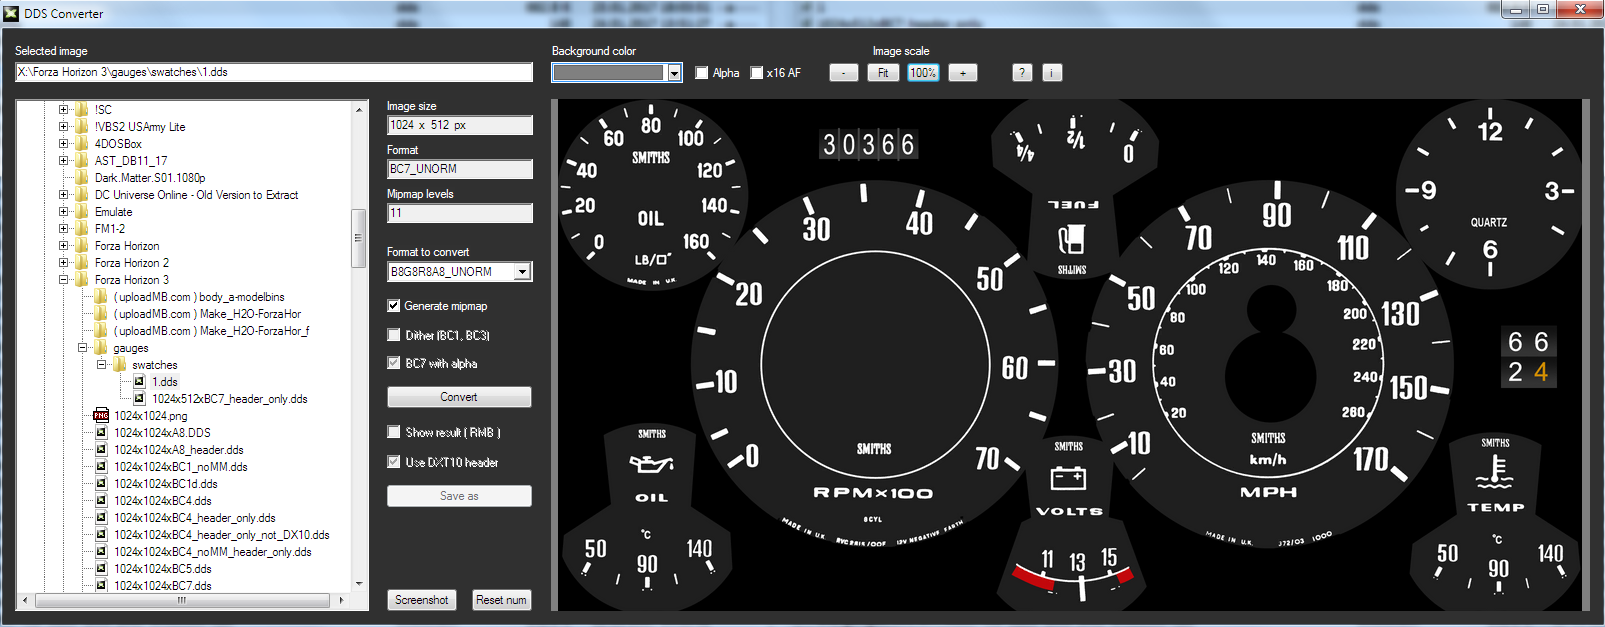 DDS Converter
Selected image
X:\Forza Horizon 3\gauges\swatches\1.dds
Background color
Alpha
x16 AF
Image scale
-
Fit
100%
+
?
i
!SC
!VBS2 USArmy Lite
4DOSBox
AST_DB11_17
Dark.Matter.S01.1080p
DC Universe Online - Old Version to Extract
Emulate
FM1-2
Forza Horizon
Forza Horizon 2
Forza Horizon 3
( uploadMB.com ) body_a-modelbins
( uploadMB.com ) Make_H2O-ForzaHor
( uploadMB.com ) Make_H2O-ForzaHor_f
gauges
swatches
1.dds
1024x512xBC7_header_only.dds
1024x1024.png
1024x1024xA8.DDS
1024x1024xA8_header.dds
1024x1024xBC1_noMM.dds
1024x1024xBC1d.dds
1024x1024xBC4.dds
1024x1024xBC4_header_only.dds
1024x1024xBC4_header_only_not_DX10.dds
1024x1024xBC4_noMM_header_only.dds
1024x1024xBC5.dds
1024x1024xBC7.dds
Image size
1024 x 512 px
Format
BC7_UNORM
Mipmap levels
11
Format to convert
B8G8R8A8_UNORM
Generate mipmap
Dither (BC1, BC3)
BC7 with alpha
Convert
Show result ( RMB )
Use DXT10 header
Save as
Screenshot
Reset num
0 20 40 60 80 100 120 140 160
SMITHS
OIL
LB/□"
MADE IN U.K.
30366
0 10 20 30 40 50 60 70
SMITHS
RPM×100
8CYL
MADE IN U.K. 12V NEGATIVE EARTH
4/4 1/2 0
FUEL
SMITHS
10 30 50 70 90 110 130 150 170
20 40 60 80 100 120 140 160 180 200 220 240 260
SMITHS
km/h
MPH
MADE IN U.K. J72/03 1000
12
9 3
QUARTZ
6
66
24
SMITHS
OIL
°C
50 90 140
SMITHS
VOLTS
11 13 15
SMITHS
TEMP
°C
50 90 140